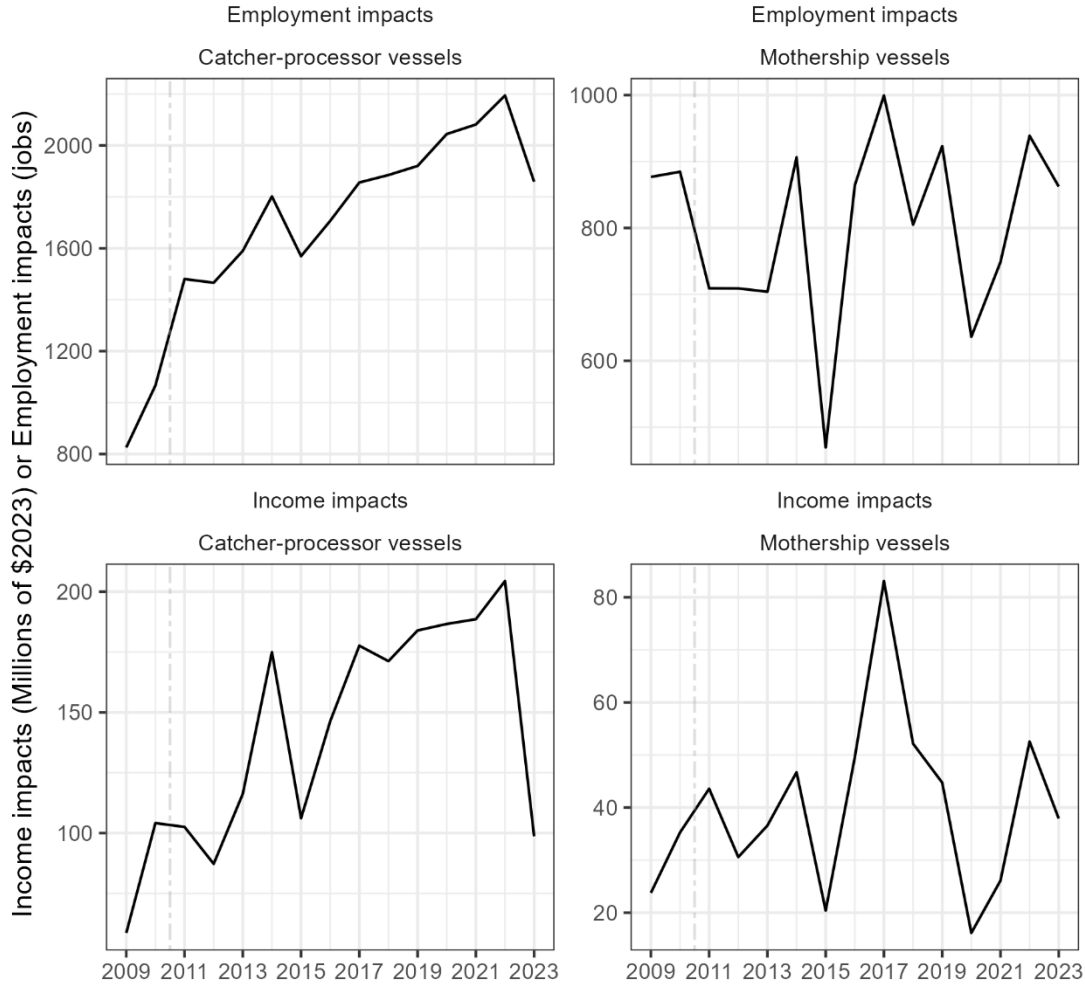 Income impacts (Millions of $2023) or Employment impacts (jobs)
Employment impacts
Catcher-processor vessels
2000
1600
1200
800
Employment impacts
Mothership vessels
1000
800
600
Income impacts
Catcher-processor vessels
200
150
100
2009 2011 2013 2015 2017 2019 2021 2023
Income impacts
Mothership vessels
80
60
40
20
2009 2011 2013 2015 2017 2019 2021 2023